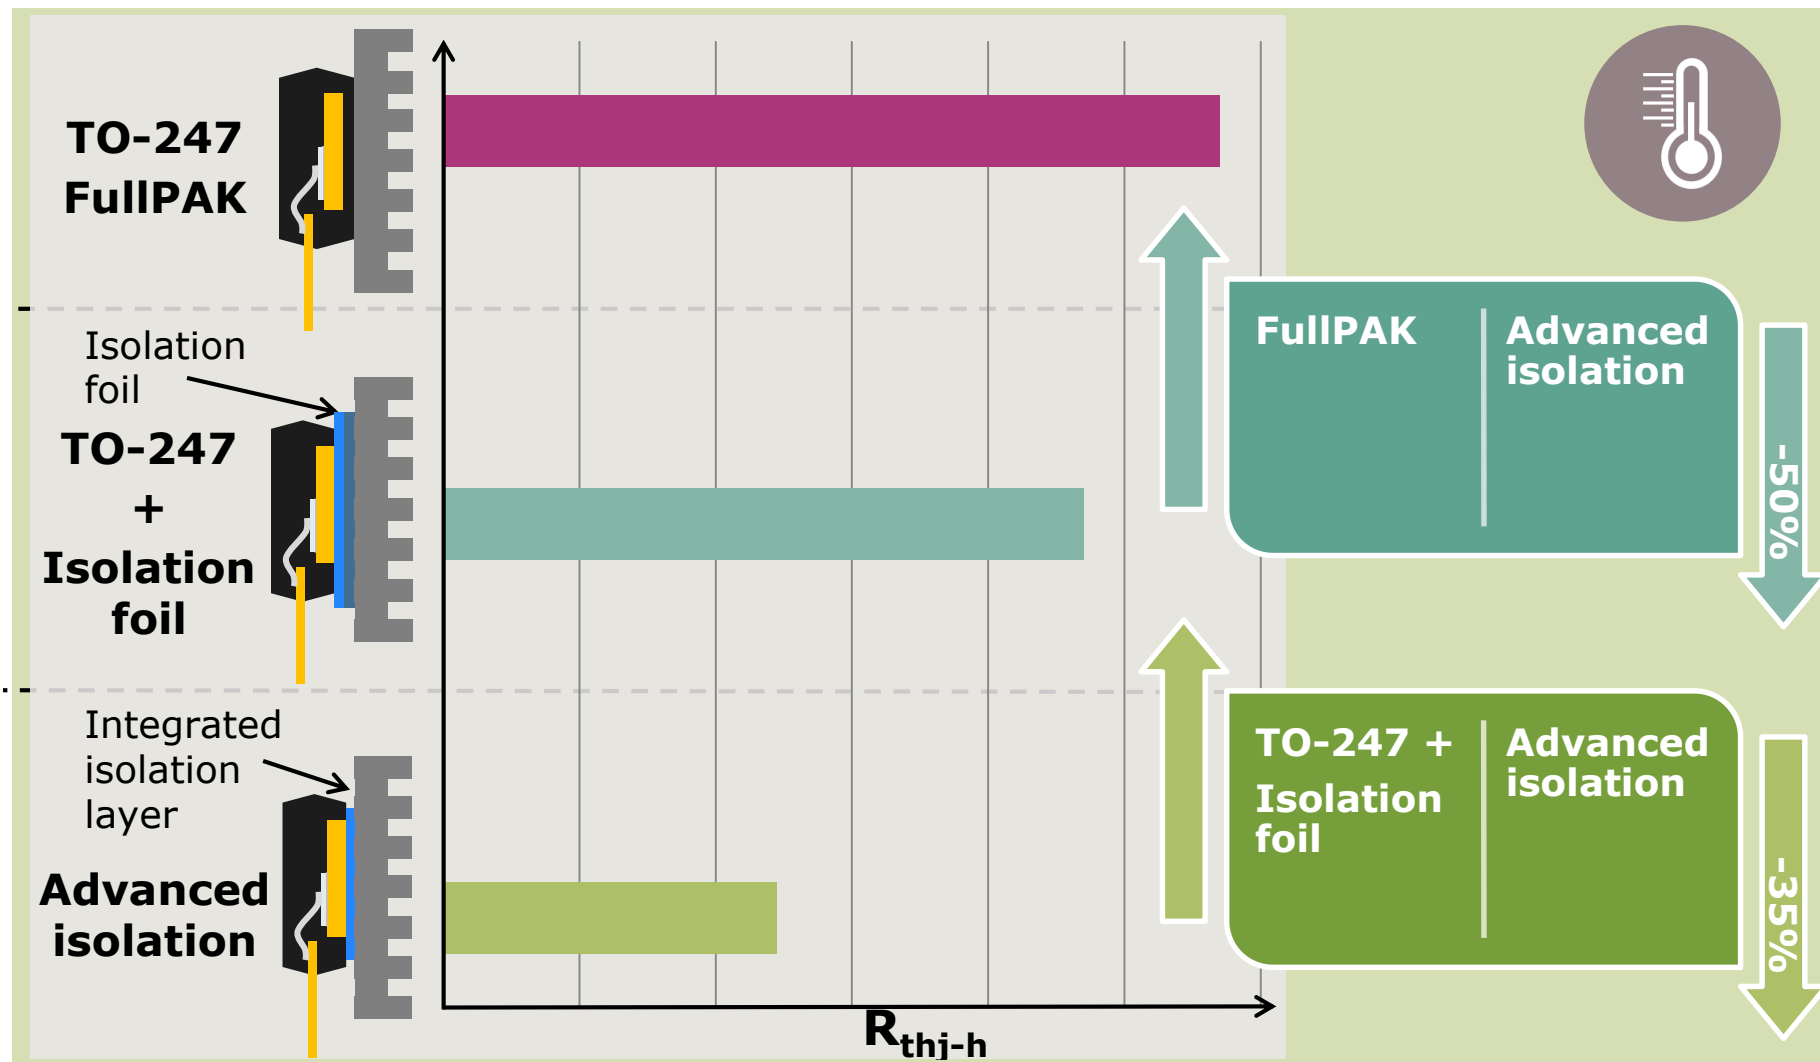 TO-247
FullPAK
Isolation
foil
TO-247
+
Isolation
foil
Integrated
isolation
layer
Advanced
isolation
Rthj-h
FullPAK
Advanced
isolation
-50%
TO-247 +
Isolation
foil
Advanced
isolation
-35%